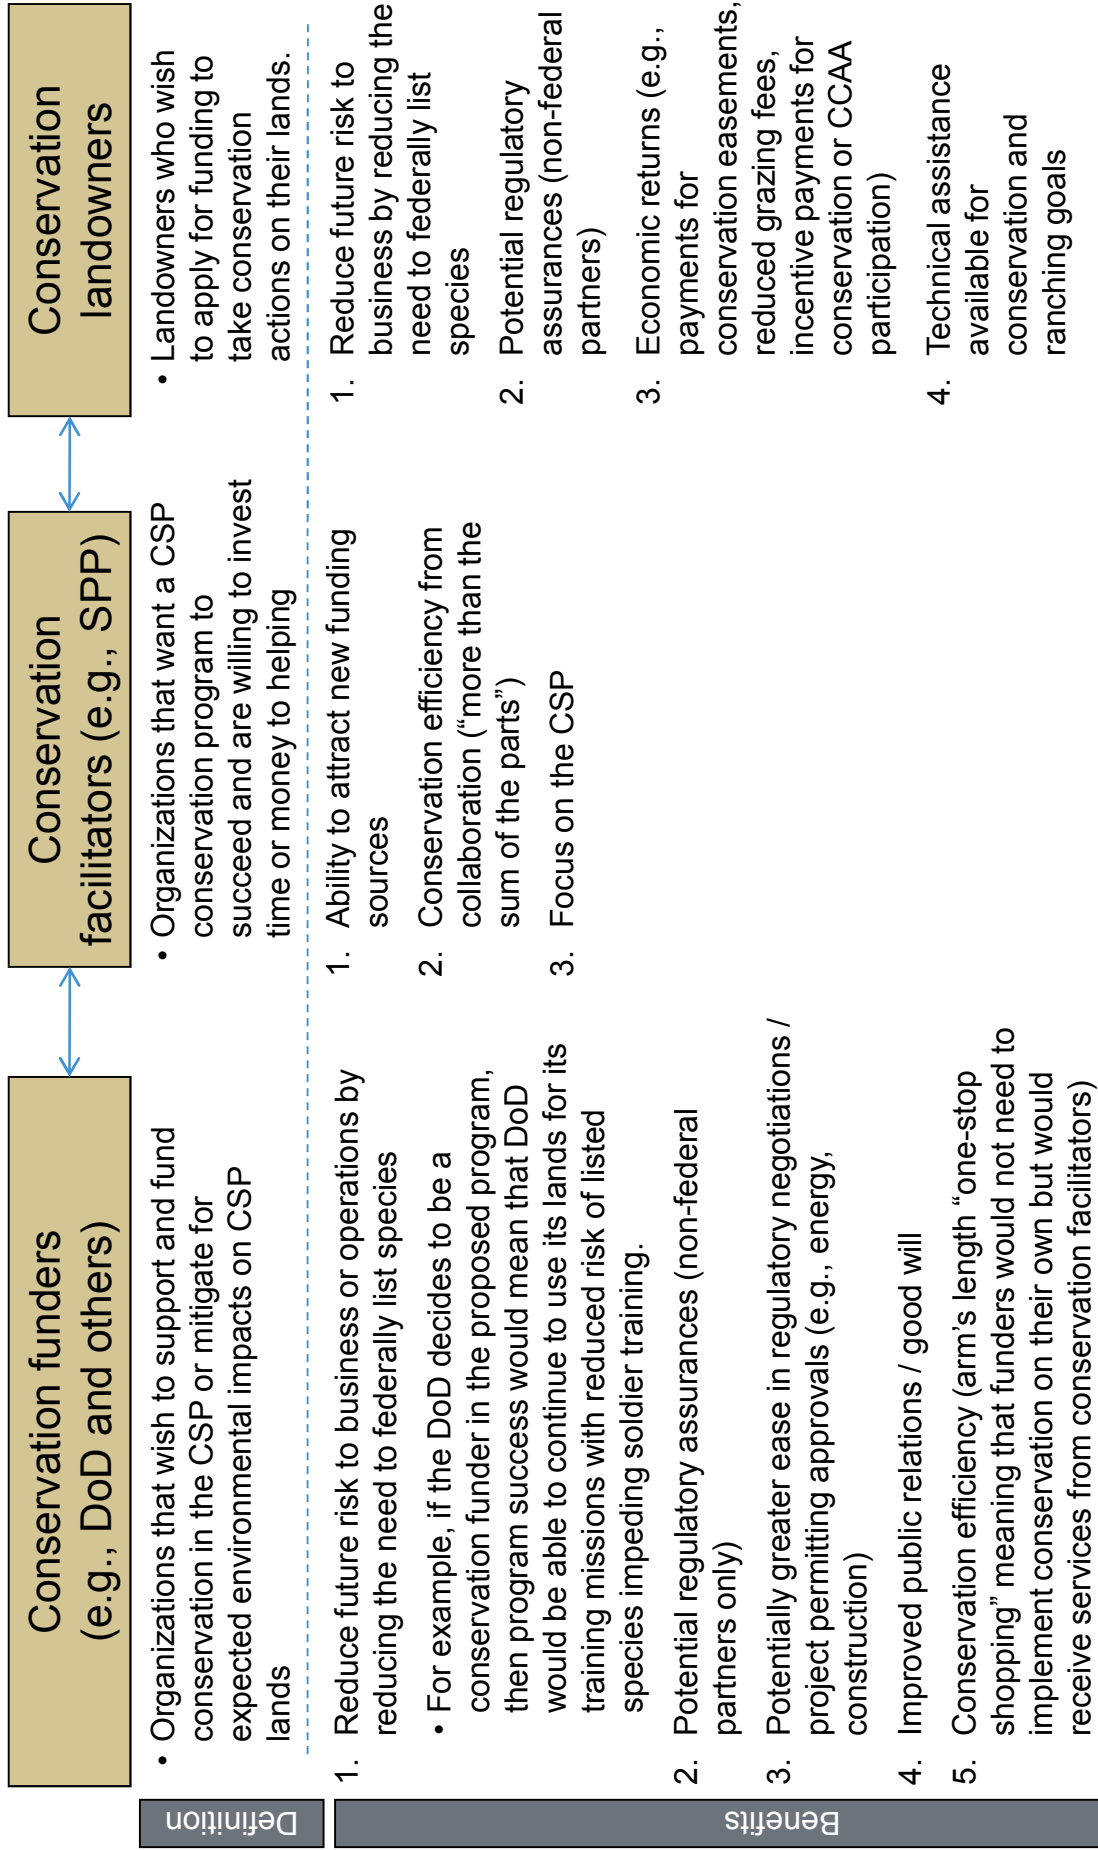 Conservation funders
(e.g., DoD and others)
Conservation
facilitators (e.g., SPP)
Conservation
landowners
Definition
• Organizations that wish to support and fund
conservation in the CSP or mitigate for
expected environmental impacts on CSP
lands
• Organizations that want a CSP
conservation program to
succeed and are willing to invest
time or money to helping
• Landowners who wish
to apply for funding to
take conservation
actions on their lands.
Benefits
1. Reduce future risk to business or operations by
reducing the need to federally list species
• For example, if the DoD decides to be a
conservation funder in the proposed program,
then program success would mean that DoD
would be able to continue to use its lands for its
training missions with reduced risk of listed
species impeding soldier training.
2. Potential regulatory assurances (non-federal
partners only)
3. Potentially greater ease in regulatory negotiations /
project permitting approvals (e.g., energy,
construction)
4. Improved public relations / good will
5. Conservation efficiency (arm's length “one-stop
shopping” meaning that funders would not need to
implement conservation on their own but would
receive services from conservation facilitators)
1. Ability to attract new funding
sources
2. Conservation efficiency from
collaboration (“more than the
sum of the parts”)
3. Focus on the CSP
1. Reduce future risk to
business by reducing the
need to federally list
species
2. Potential regulatory
assurances (non-federal
partners)
3. Economic returns (e.g.,
payments for
conservation easements,
reduced grazing fees,
incentive payments for
conservation or CCAA
participation)
4. Technical assistance
available for
conservation and
ranching goals